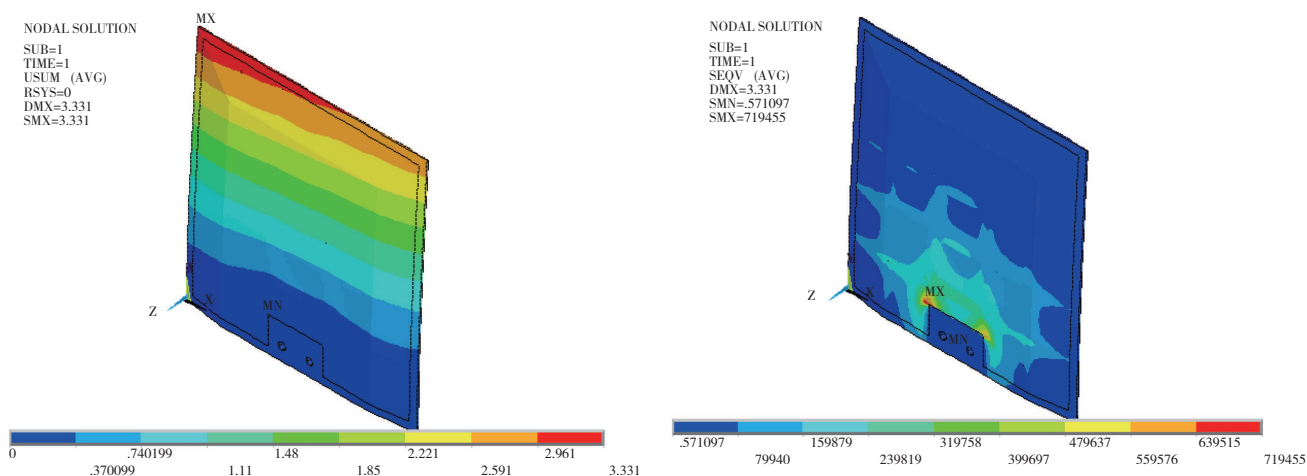 NODAL SOLUTION
SUB=1
TIME=1
USUM (AVG)
RSYS=0
DMX=3.331
SMX=3.331
MX
Z
X
MN
0 .740199 1.48 2.221 2.961
.370099 1.11 1.85 2.591 3.331
NODAL SOLUTION
SUB=1
TIME=1
SEQV (AVG)
DMX=3.331
SMN=.571097
SMX=719455
Z
X
MX
MN
.571097 159879 319758 479637 639515
79940 239819 399697 559576 719455